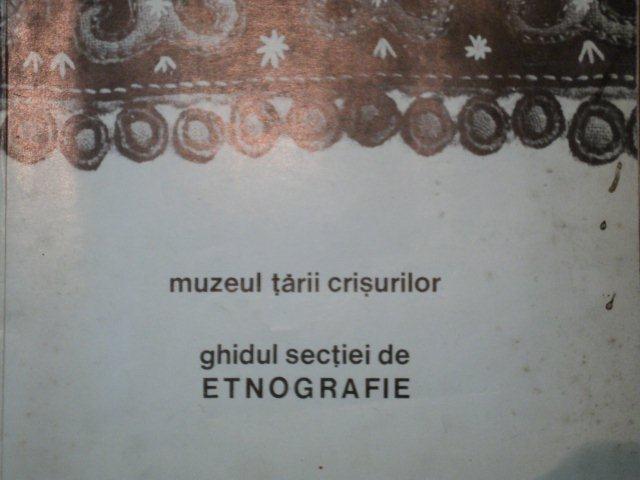 muzeul țării crișurilor
ghidul secției de
ETNOGRAFIE